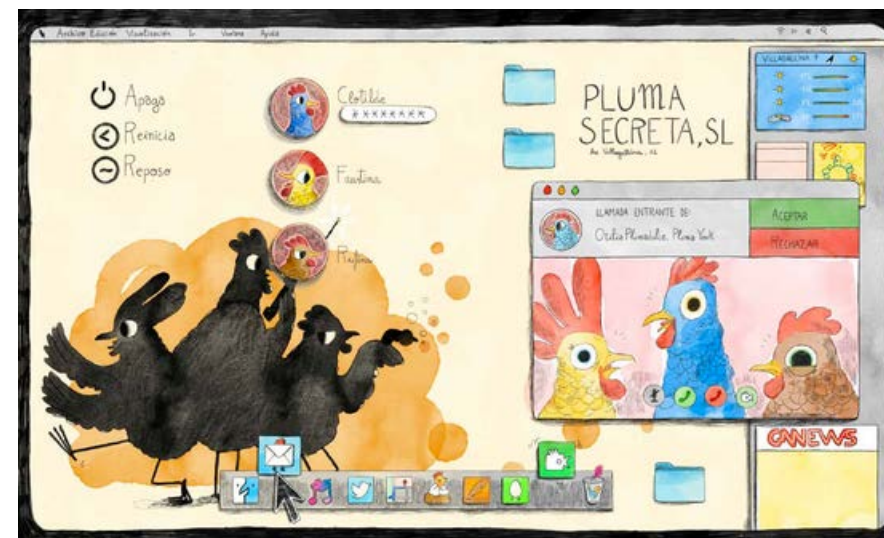 Archivo Edición Visualización Ir Ventana Ayuda
Apaga
Reinicia
Reposo
Clotilde
********
Faustina
Rufina
PLUMA
SECRETA, SL
VILLAGALLINA
LLAMADA ENTRANTE DE:
ACEPTAR
RECHAZAR
CNNEWS